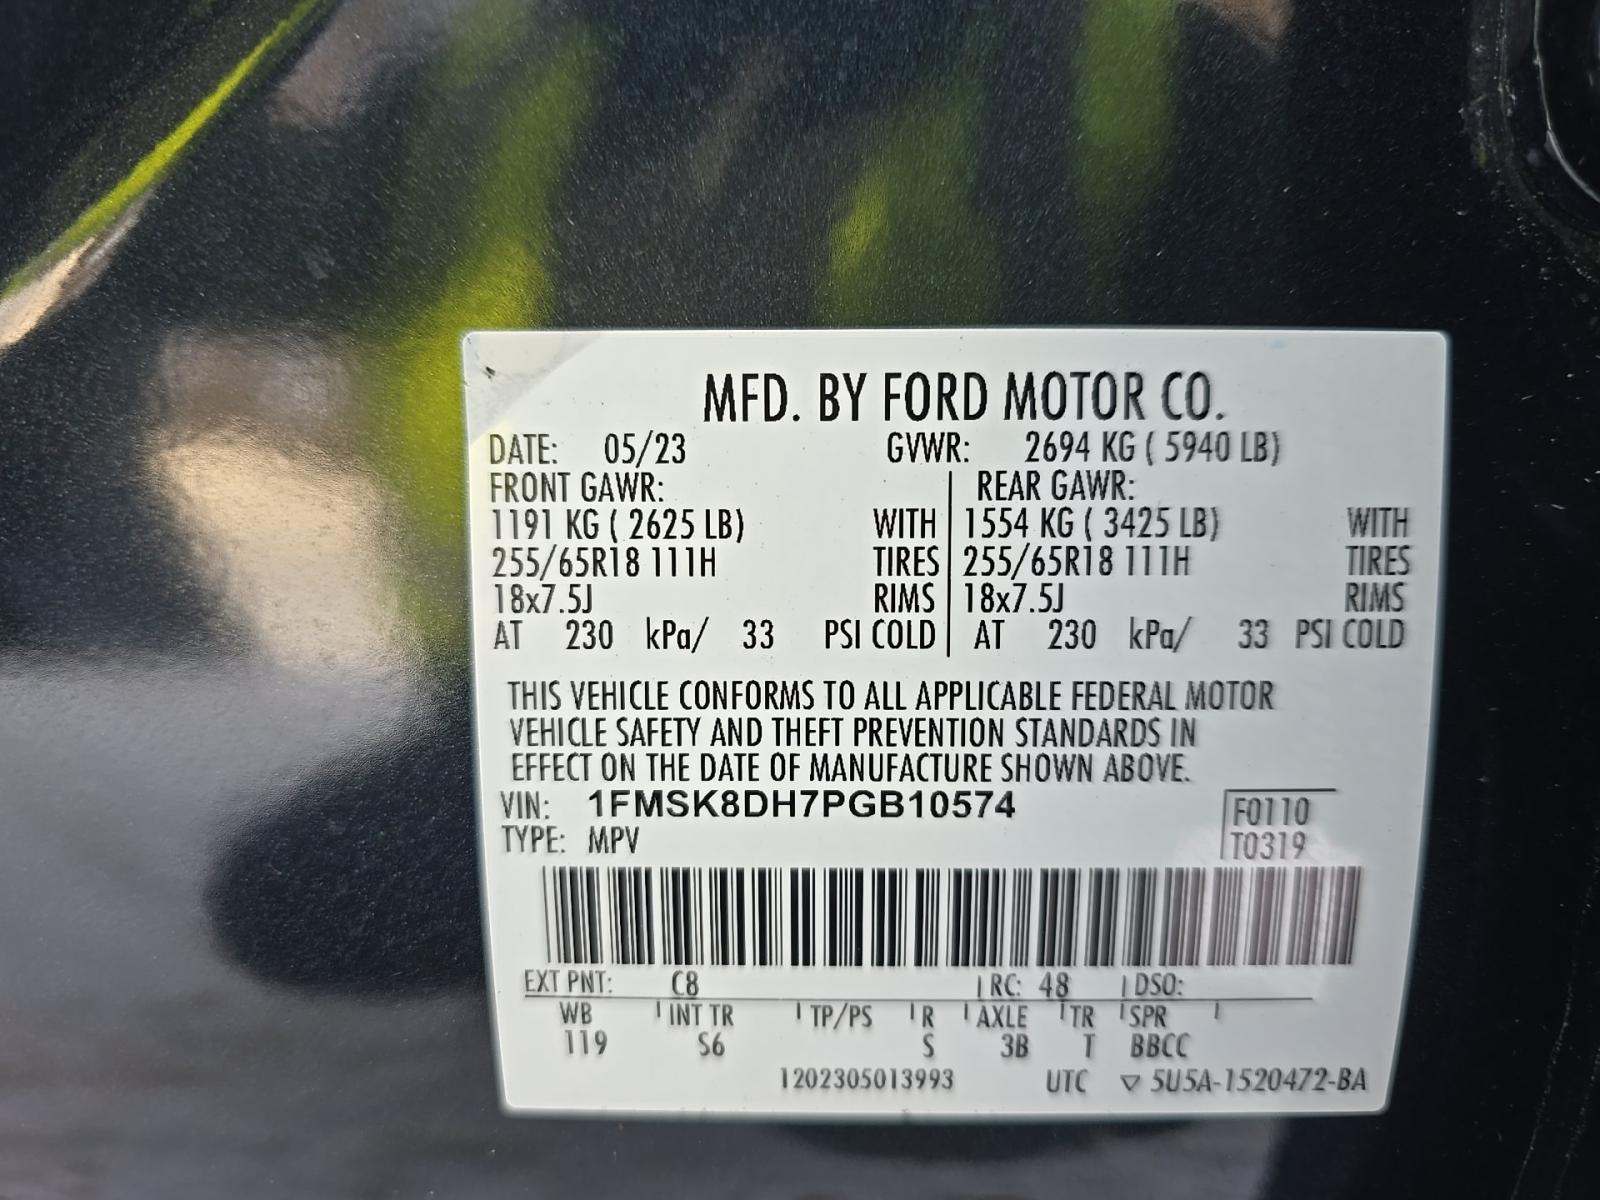 MFD. BY FORD MOTOR CO.
DATE: 05/23 GVWR: 2694 KG ( 5940 LB)
FRONT GAWR: REAR GAWR:
1191 KG ( 2625 LB) WITH 1554 KG ( 3425 LB) WITH
255/65R18 111H TIRES 255/65R18 111H TIRES
18x7.5J RIMS 18x7.5J RIMS
AT 230 kPa/ 33 PSI COLD AT 230 kPa/ 33 PSI COLD
THIS VEHICLE CONFORMS TO ALL APPLICABLE FEDERAL MOTOR
VEHICLE SAFETY AND THEFT PREVENTION STANDARDS IN
EFFECT ON THE DATE OF MANUFACTURE SHOWN ABOVE.
VIN: 1FMSK8DH7PGB10574 F0110
TYPE: MPV T0319
EXT PNT: C8 RC: 48 DSO:
WB INT TR TP/PS R AXLE TR SPR
119 S6 S 3B T BBCC
1202305013993 UTC ▽ 5U5A-1520472-BA